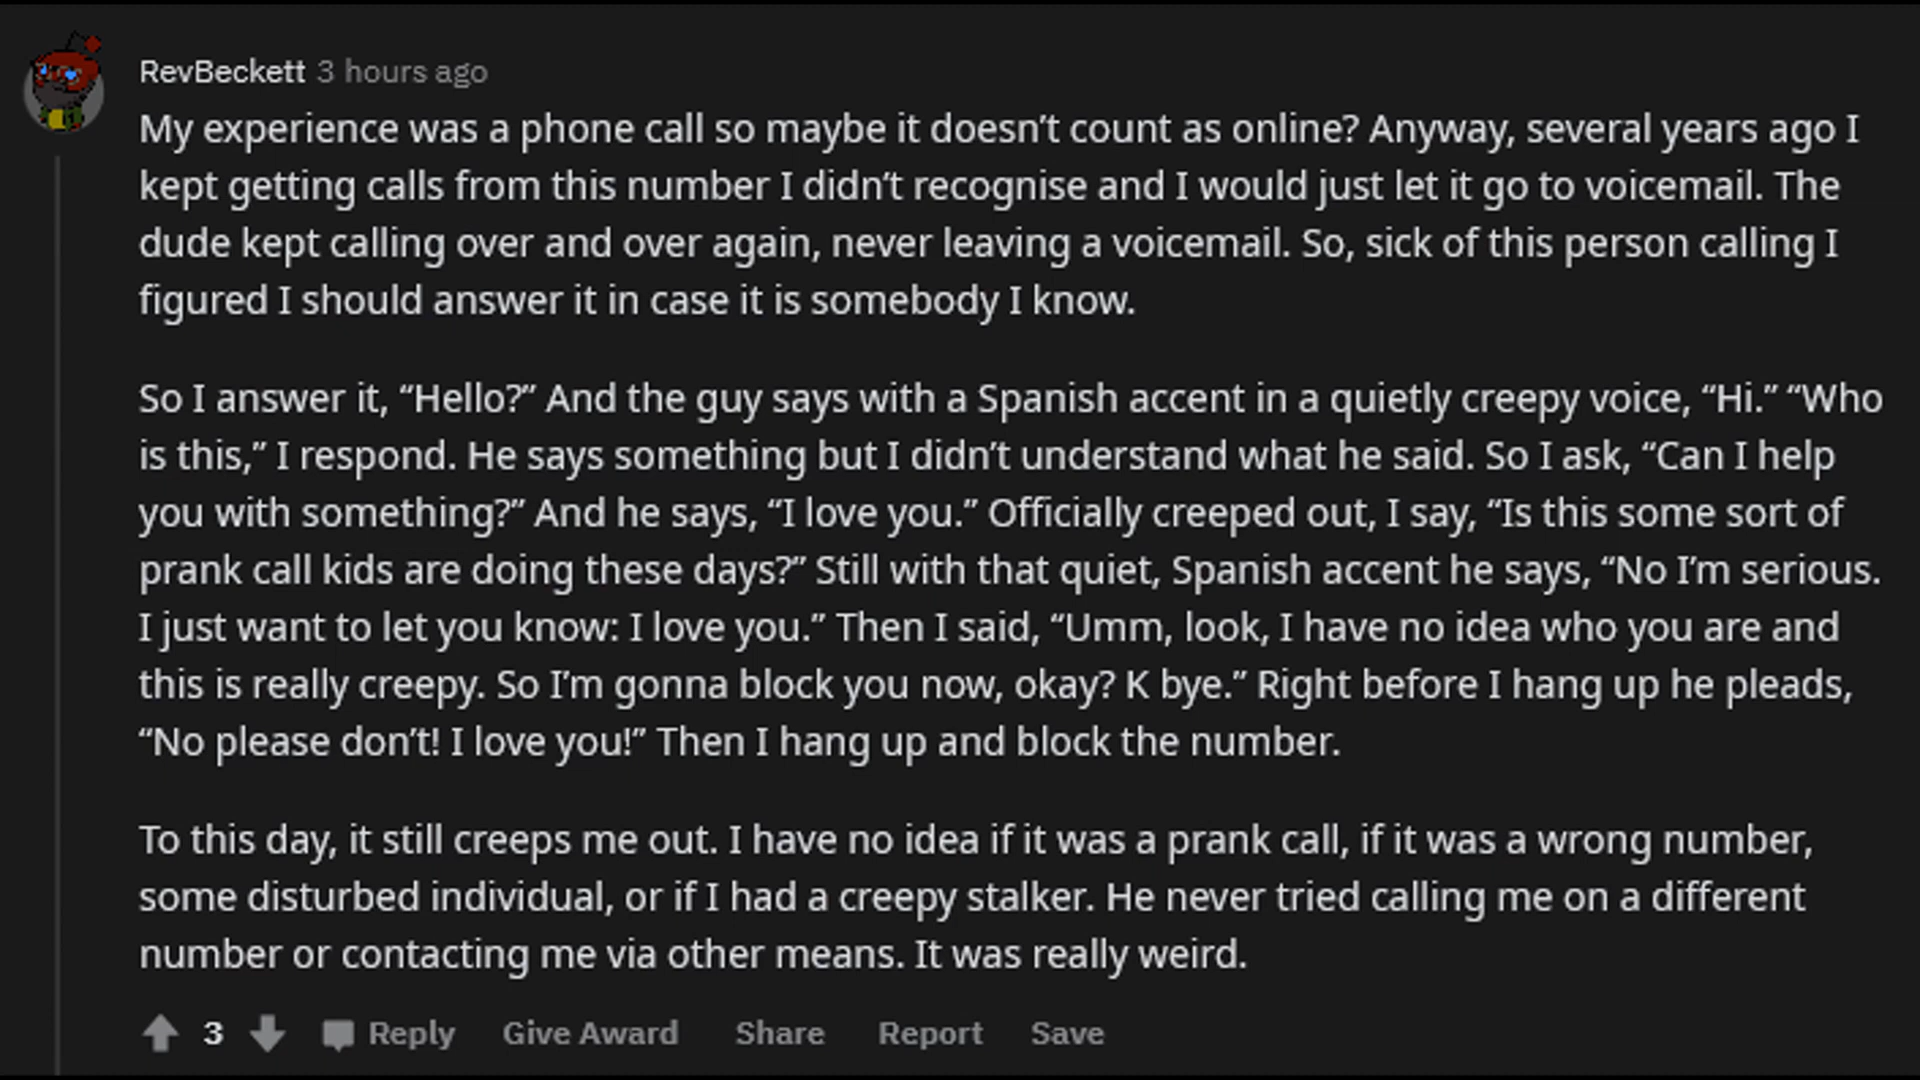 RevBeckett 3 hours ago
My experience was a phone call so maybe it doesn’t count as online? Anyway, several years ago I
kept getting calls from this number I didn’t recognise and I would just let it go to voicemail. The
dude kept calling over and over again, never leaving a voicemail. So, sick of this person calling I
figured I should answer it in case it is somebody I know.
So I answer it, “Hello?” And the guy says with a Spanish accent in a quietly creepy voice, “Hi.” “Who
is this,” I respond. He says something but I didn’t understand what he said. So I ask, “Can I help
you with something?” And he says, “I love you.” Officially creeped out, I say, “Is this some sort of
prank call kids are doing these days?” Still with that quiet, Spanish accent he says, “No I’m serious.
I just want to let you know: I love you.” Then I said, “Umm, look, I have no idea who you are and
this is really creepy. So I’m gonna block you now, okay? K bye.” Right before I hang up he pleads,
“No please don’t! I love you!” Then I hang up and block the number.
To this day, it still creeps me out. I have no idea if it was a prank call, if it was a wrong number,
some disturbed individual, or if I had a creepy stalker. He never tried calling me on a different
number or contacting me via other means. It was really weird.
3 Reply Give Award Share Report Save